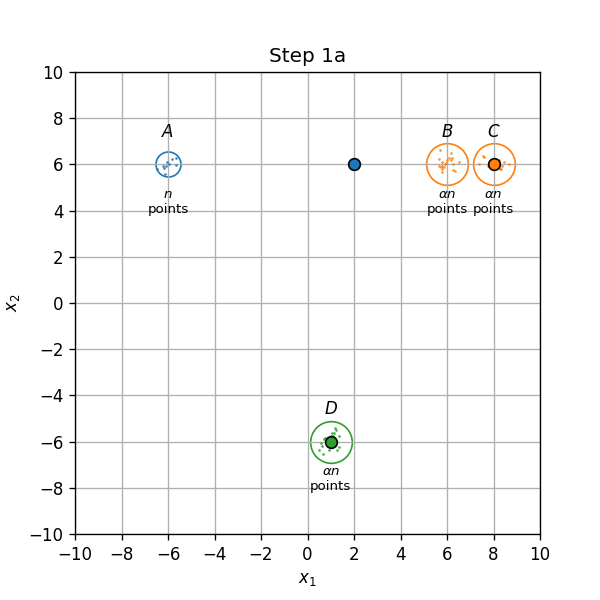 Step 1a
10
8
6
4
2
0
−2
−4
−6
−8
−10
x₂
A
n
points
B
αn
points
C
αn
points
D
αn
points
−10 −8 −6 −4 −2 0 2 4 6 8 10
x₁